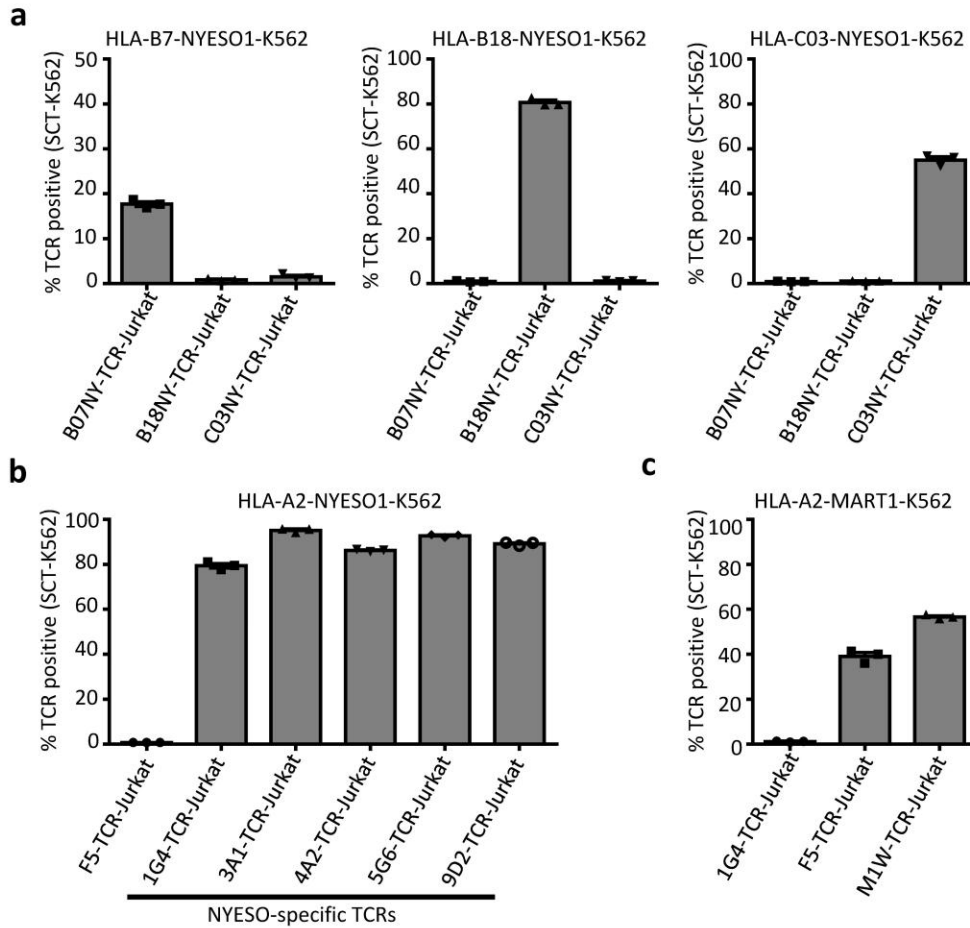 a
HLA-B7-NYESO1-K562
% TCR positive (SCT-K562)
50
40
30
20
10
0
B07NY-TCR-Jurkat
B18NY-TCR-Jurkat
C03NY-TCR-Jurkat
HLA-B18-NYESO1-K562
% TCR positive (SCT-K562)
100
80
60
40
20
0
B07NY-TCR-Jurkat
B18NY-TCR-Jurkat
C03NY-TCR-Jurkat
HLA-C03-NYESO1-K562
% TCR positive (SCT-K562)
100
80
60
40
20
0
B07NY-TCR-Jurkat
B18NY-TCR-Jurkat
C03NY-TCR-Jurkat
b
HLA-A2-NYESO1-K562
% TCR positive (SCT-K562)
100
80
60
40
20
0
F5-TCR-Jurkat
1G4-TCR-Jurkat
3A1-TCR-Jurkat
4A2-TCR-Jurkat
5G6-TCR-Jurkat
9D2-TCR-Jurkat
NYESO-specific TCRs
c
HLA-A2-MART1-K562
% TCR positive (SCT-K562)
100
80
60
40
20
0
1G4-TCR-Jurkat
F5-TCR-Jurkat
M1W-TCR-Jurkat